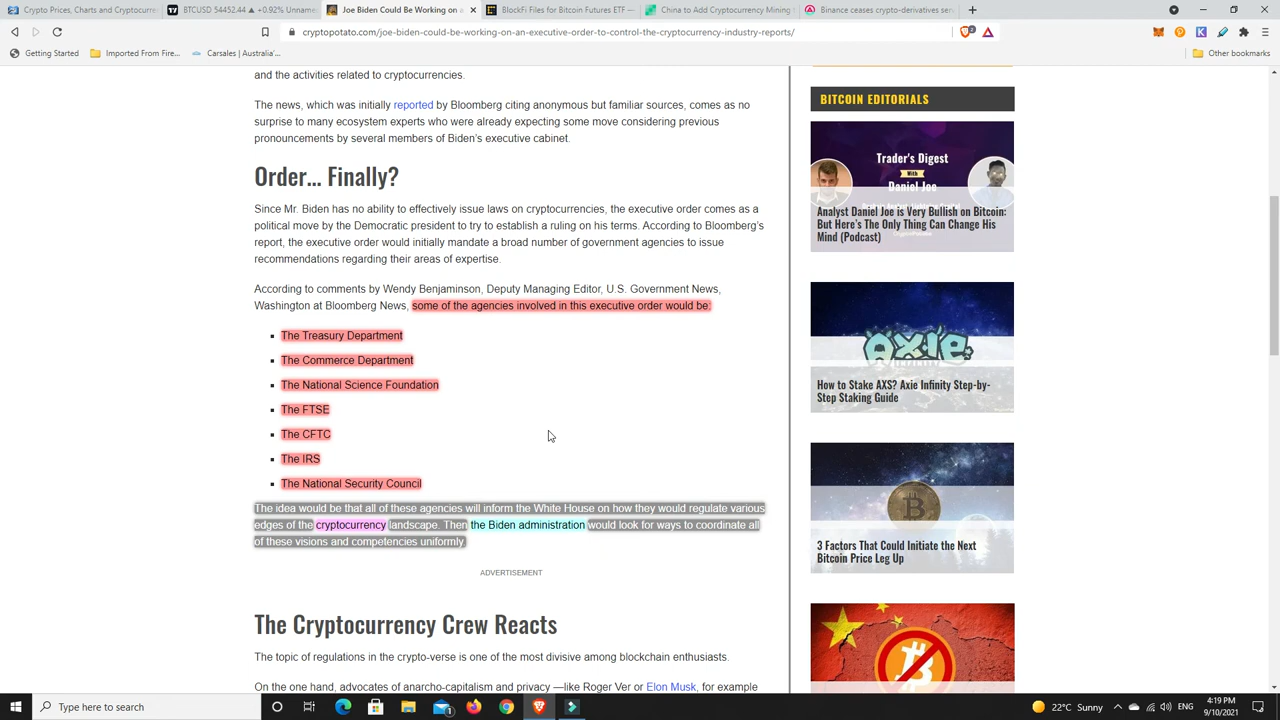 Crypto Prices, Charts and Cryptocurr
BTCUSD 54452.44 ▲ +0.92% Unname
Joe Biden Could Be Working on a
BlockFi Files for Bitcoin Futures ETF —
China to Add Cryptocurrency Mining
Binance ceases crypto-derivatives serv
cryptopotato.com/joe-biden-could-be-working-on-an-executive-order-to-control-the-cryptocurrency-industry-reports/
Getting Started
Imported From Fire...
Carsales | Australia'...
Other bookmarks
and the activities related to cryptocurrencies.
The news, which was initially reported by Bloomberg citing anonymous but familiar sources, comes as no
surprise to many ecosystem experts who were already expecting some move considering previous
pronouncements by several members of Biden's executive cabinet.
Order... Finally?
Since Mr. Biden has no ability to effectively issue laws on cryptocurrencies, the executive order comes as a
political move by the Democratic president to try to establish a ruling on his terms. According to Bloomberg's
report, the executive order would initially mandate a broad number of government agencies to issue
recommendations regarding their areas of expertise.
According to comments by Wendy Benjaminson, Deputy Managing Editor, U.S. Government News,
Washington at Bloomberg News, some of the agencies involved in this executive order would be:
The Treasury Department
The Commerce Department
The National Science Foundation
The FTSE
The CFTC
The IRS
The National Security Council
The idea would be that all of these agencies will inform the White House on how they would regulate various
edges of the cryptocurrency landscape. Then the Biden administration would look for ways to coordinate all
of these visions and competencies uniformly.
ADVERTISEMENT
The Cryptocurrency Crew Reacts
The topic of regulations in the crypto-verse is one of the most divisive among blockchain enthusiasts.
On the one hand, advocates of anarcho-capitalism and privacy —like Roger Ver or Elon Musk, for example
BITCOIN EDITORIALS
Trader's Digest
With
Daniel Joe
Analyst Daniel Joe is Very Bullish on Bitcoin:
But Here's The Only Thing Can Change His
Mind (Podcast)
AXIE
How to Stake AXS? Axie Infinity Step-by-
Step Staking Guide
3 Factors That Could Initiate the Next
Bitcoin Price Leg Up
Type here to search
22°C Sunny
ENG
4:19 PM
9/10/2021